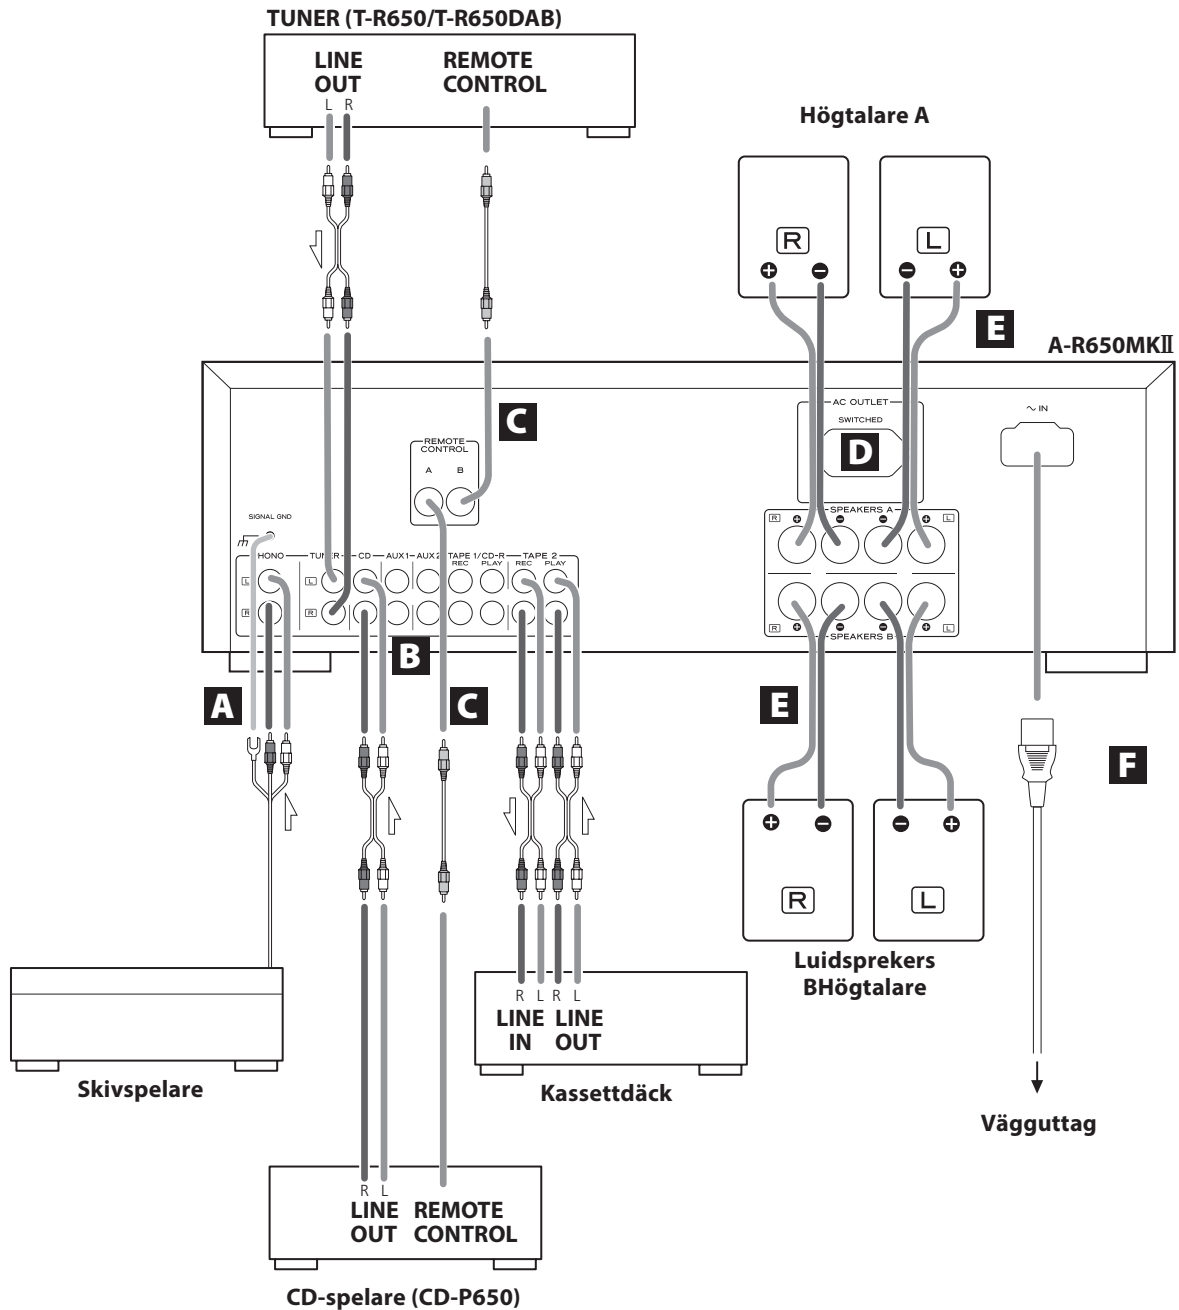 TUNER (T-R650/T-R650DAB)
LINE OUT
REMOTE CONTROL
L R
Högtalare A
R
L
E
A-R650MKⅡ
C
REMOTE CONTROL
A B
AC OUTLET
SWITCHED
D
∼ IN
SIGNAL GND
PHONO TUNER CD AUX1 AUX2 TAPE 1/CD-R TAPE 2
REC PLAY REC PLAY
L L
R R
SPEAKERS A
R L
R L
SPEAKERS B
A
B
C
E
F
R
L
Luidsprekers
BHögtalare
R L R L
LINE IN
LINE OUT
Skivspelare
Kassettdäck
Vägguttag
R L
LINE OUT
REMOTE CONTROL
CD-spelare (CD-P650)